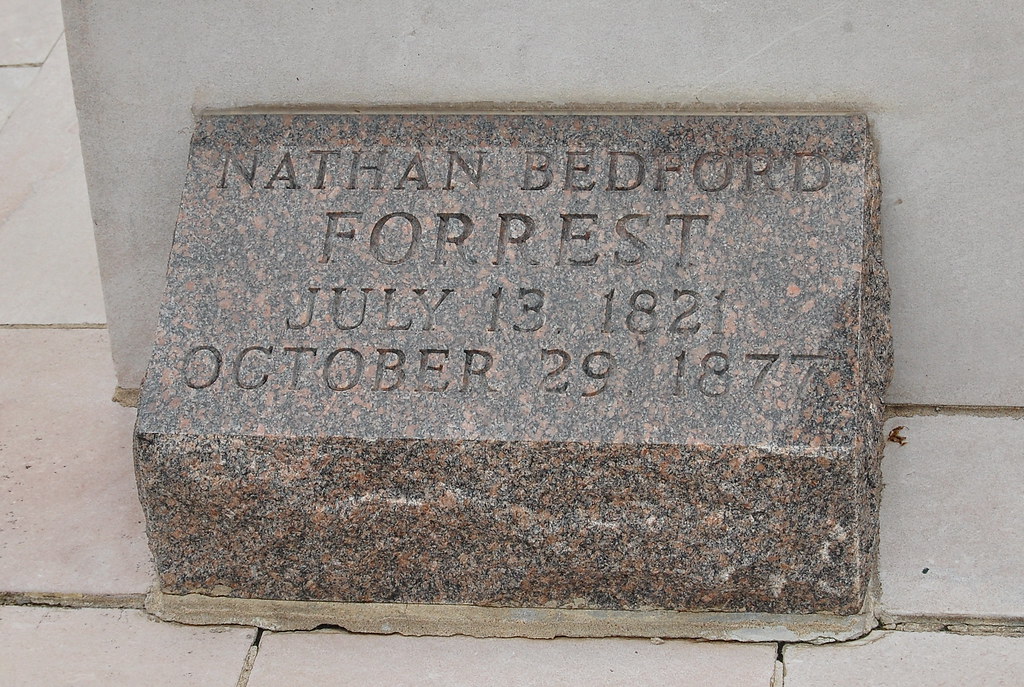 NATHAN BEDFORD
FORREST
JULY 13, 1821
OCTOBER 29, 1877